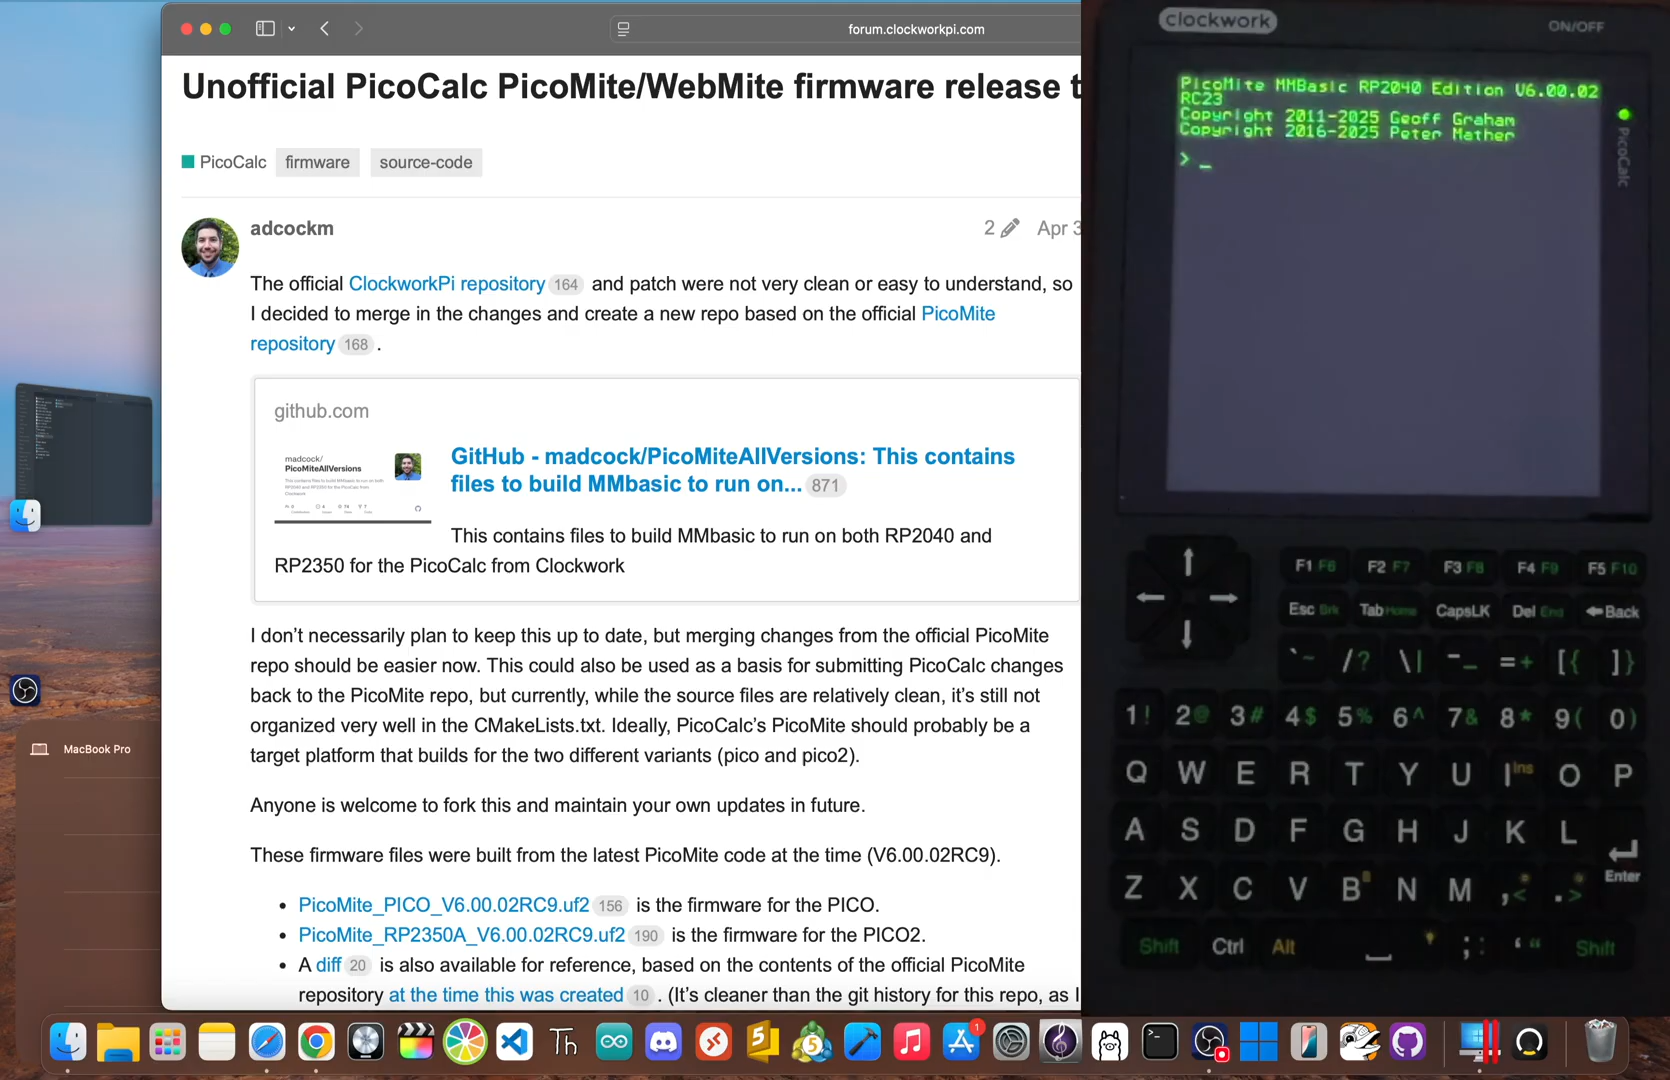 forum.clockworkpi.com
Unofficial PicoCalc PicoMite/WebMite firmware release t
PicoCalc firmware source-code
adcockm
2 Apr 3
The official ClockworkPi repository 164 and patch were not very clean or easy to understand, so
I decided to merge in the changes and create a new repo based on the official PicoMite
repository 168 .
github.com
madcock/
PicoMiteAllVersions
GitHub - madcock/PicoMiteAllVersions: This contains
files to build MMbasic to run on... 871
This contains files to build MMbasic to run on both RP2040 and
RP2350 for the PicoCalc from Clockwork
I don't necessarily plan to keep this up to date, but merging changes from the official PicoMite
repo should be easier now. This could also be used as a basis for submitting PicoCalc changes
back to the PicoMite repo, but currently, while the source files are relatively clean, it's still not
organized very well in the CMakeLists.txt. Ideally, PicoCalc's PicoMite should probably be a
target platform that builds for the two different variants (pico and pico2).
Anyone is welcome to fork this and maintain your own updates in future.
These firmware files were built from the latest PicoMite code at the time (V6.00.02RC9).
• PicoMite_PICO_V6.00.02RC9.uf2 156 is the firmware for the PICO.
• PicoMite_RP2350A_V6.00.02RC9.uf2 190 is the firmware for the PICO2.
• A diff 20 is also available for reference, based on the contents of the official PicoMite
repository at the time this was created 10 . (It's cleaner than the git history for this repo, as I
MacBook Pro
clockwork
ON/OFF
PicoMite MMBasic RP2040 Edition V6.00.02
RC23
Copyright 2011-2025 Geoff Graham
Copyright 2016-2025 Peter Mather
> _
PicoCalc
F1 F6 F2 F7 F3 F8 F4 F9 F5 F10
Esc Brk Tab Home CapsLK Del End Back
` ~ / ? \ | - _ = + [ { ] }
1 ! 2 @ 3 # 4 $ 5 % 6 ^ 7 & 8 * 9 ( 0 )
Q W E R T Y U I Ins O P
A S D F G H J K L
Enter
Z X C V B N M , < . >
Shift Ctrl Alt ; : ' " Shift
Th
5
5
1